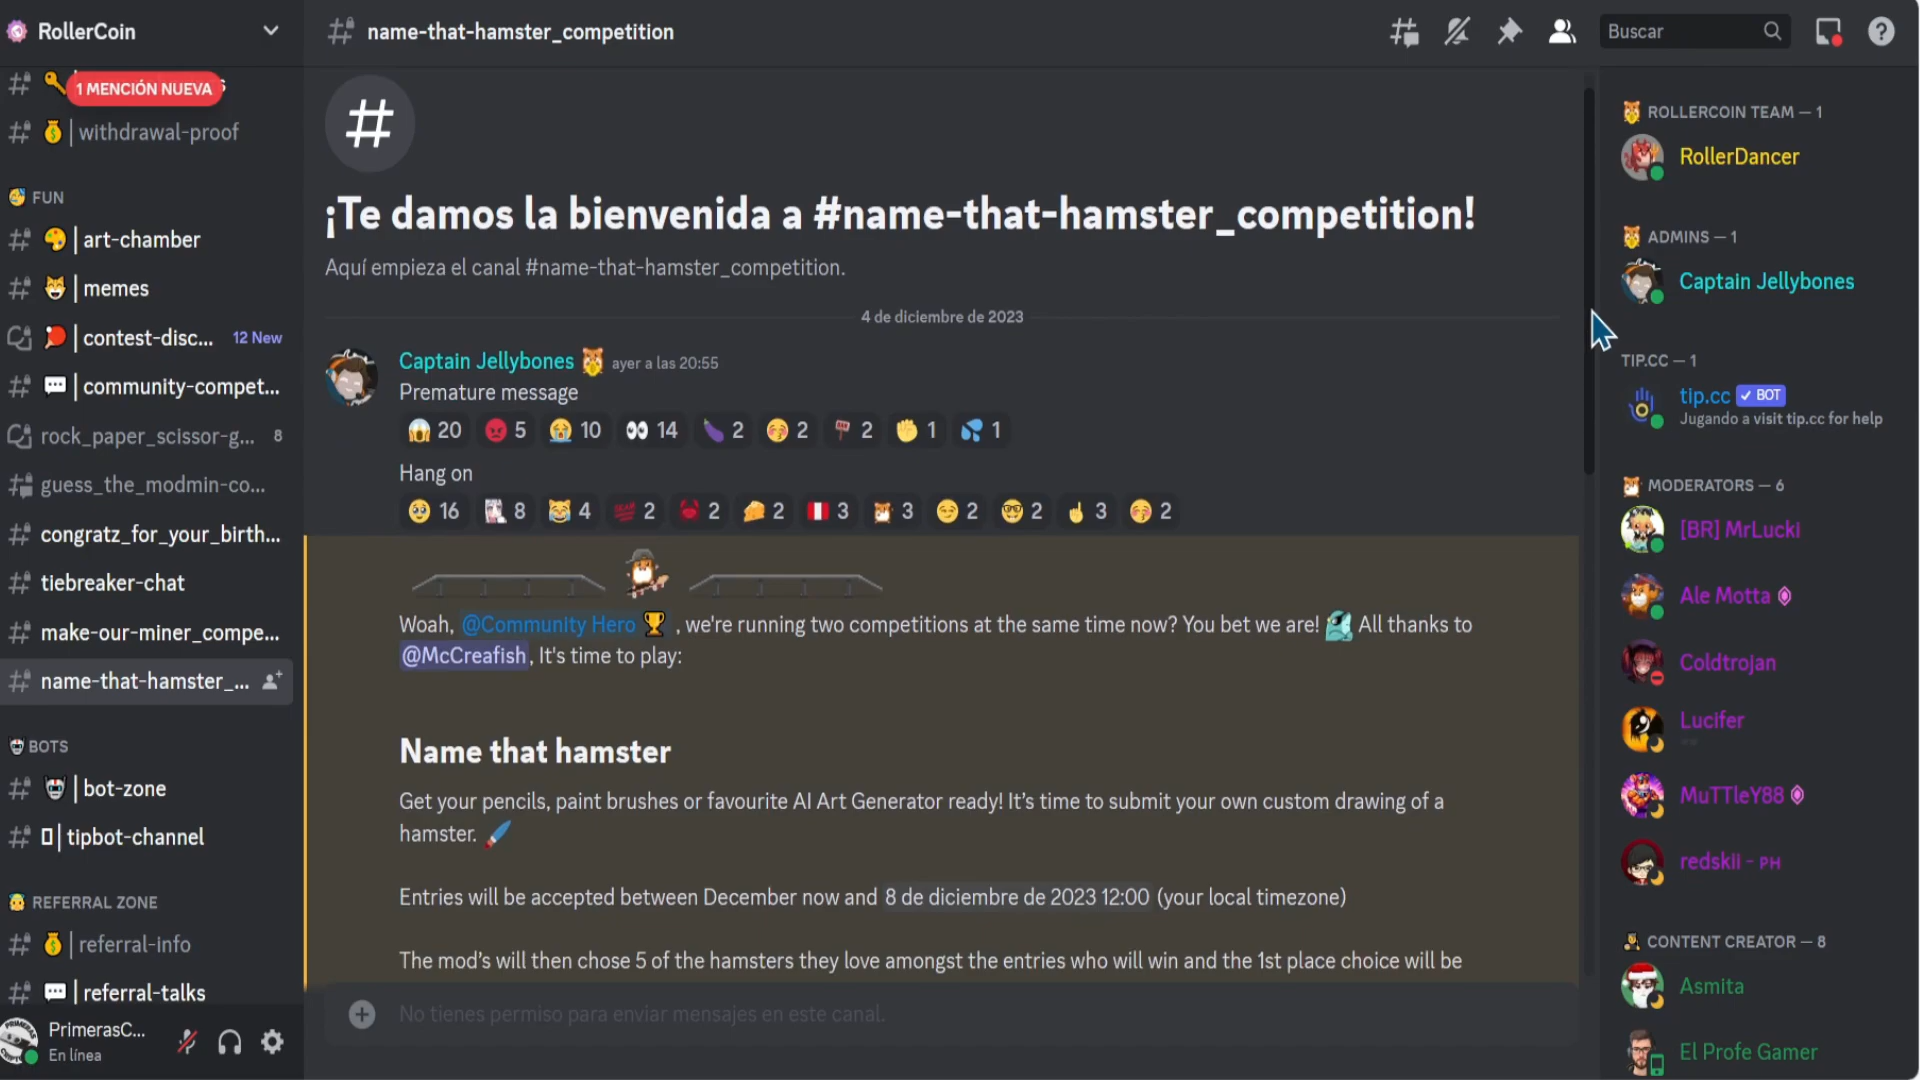 RollerCoin
1 MENCIÓN NUEVA
withdrawal-proof
FUN
art-chamber
memes
contest-disc... 12 New
community-compet...
rock_paper_scissor-g... 8
guess_the_modmin-co...
congratz_for_your_birth...
tiebreaker-chat
make-our-miner_compe...
name-that-hamster_...
BOTS
bot-zone
tipbot-channel
REFERRAL ZONE
referral-info
referral-talks
PrimerasC...
En línea
name-that-hamster_competition
Buscar
¡Te damos la bienvenida a #name-that-hamster_competition!
Aquí empieza el canal #name-that-hamster_competition.
4 de diciembre de 2023
Captain Jellybones ayer a las 20:55
Premature message
20 5 10 14 2 2 2 1 1
Hang on
16 8 4 2 2 2 3 3 2 2 3 2
Woah, @Community Hero 🏆 , we're running two competitions at the same time now? You bet we are! All thanks to
@McCreafish, It's time to play:
Name that hamster
Get your pencils, paint brushes or favourite AI Art Generator ready! It's time to submit your own custom drawing of a
hamster. 🖌️
Entries will be accepted between December now and 8 de diciembre de 2023 12:00 (your local timezone)
The mod's will then chose 5 of the hamsters they love amongst the entries who will win and the 1st place choice will be
No tienes permiso para enviar mensajes en este canal.
ROLLERCOIN TEAM — 1
RollerDancer
ADMINS — 1
Captain Jellybones
TIP.CC — 1
tip.cc ✓ BOT
Jugando a visit tip.cc for help
MODERATORS — 6
[BR] MrLucki
Ale Motta
Coldtrojan
Lucifer
MuTTleY88
redskii - PH
CONTENT CREATOR — 8
Asmita
El Profe Gamer